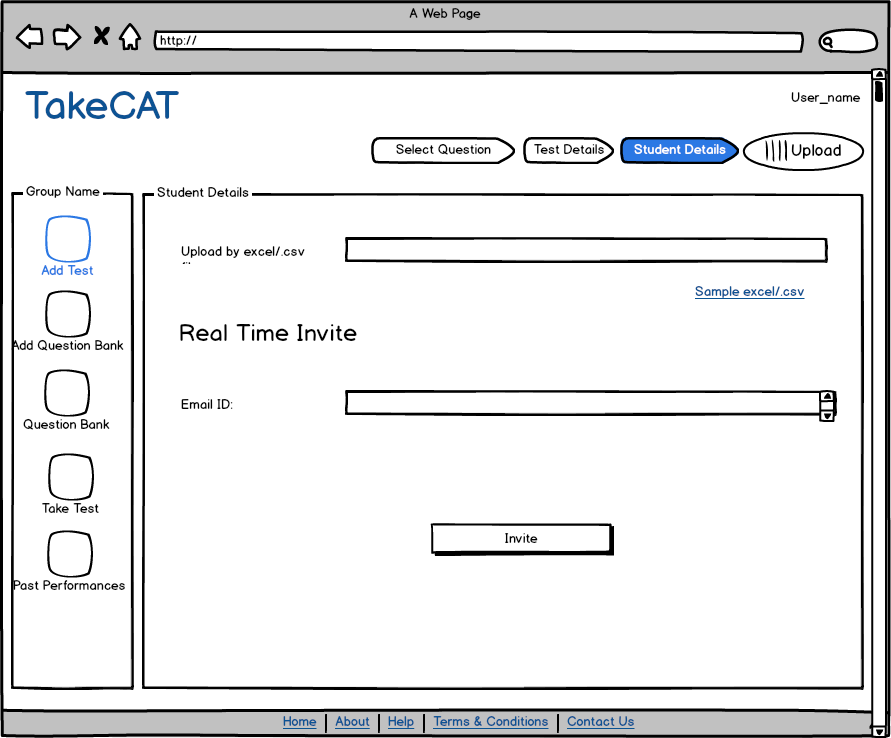 A Web Page
http://
TakeCAT
User_name
Select Question
Test Details
Student Details
Upload
Group Name
Add Test
Add Question Bank
Question Bank
Take Test
Past Performances
Student Details
Upload by excel/.csv
Sample excel/.csv
Real Time Invite
Email ID:
Invite
Home
About
Help
Terms & Conditions
Contact Us